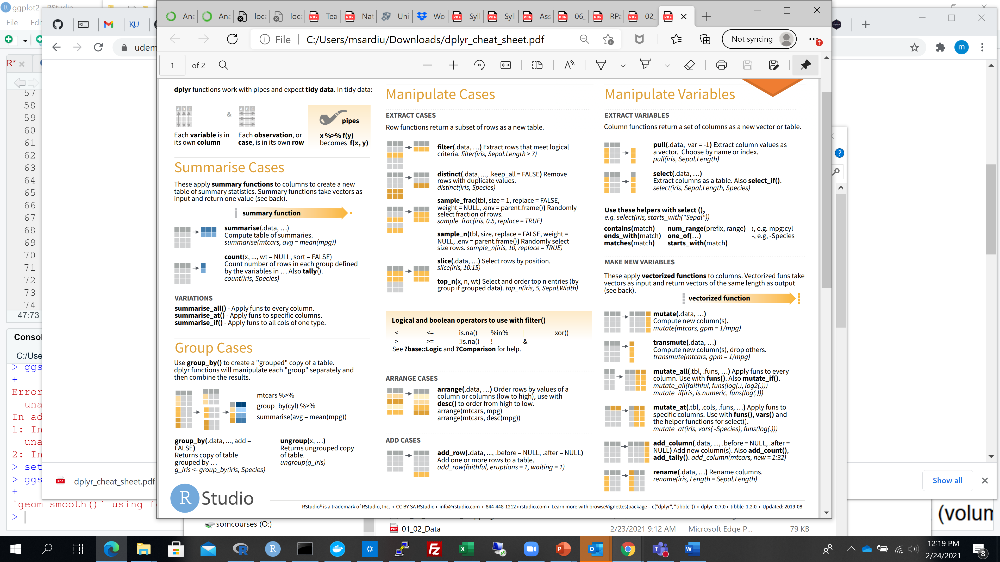 ggplot2 - RStudio
File Edit
udem
R*
57
58
59
60
61
62
63
64
65
66
67
68
69
70
71
72
73
74
47:73
Consol
C:/Use
> ggs
+
Error
una
In ad
1: In
una
2: In
> set
> ggs
+
`geom_smooth()` using f
>
KU
m
Ana
Ana
loca
loca
Tea
Nat
Uni
Wo
Syll
Syll
Ass
06_
RPa
02_
File C:/Users/msardiu/Downloads/dplyr_cheat_sheet.pdf
Not syncing
1 of 2
dplyr functions work with pipes and expect tidy data. In tidy data:
A B C
&
A B C
pipes
Each variable is in
its own column
Each observation, or
case, is in its own row
x %>% f(y)
becomes f(x, y)
Summarise Cases
These apply summary functions to columns to create a new
table of summary statistics. Summary functions take vectors as
input and return one value (see back).
summary function
summarise(.data, …)
Compute table of summaries.
summarise(mtcars, avg = mean(mpg))
count(x, ..., wt = NULL, sort = FALSE)
Count number of rows in each group defined
by the variables in … Also tally().
count(iris, Species)
VARIATIONS
summarise_all() - Apply funs to every column.
summarise_at() - Apply funs to specific columns.
summarise_if() - Apply funs to all cols of one type.
Group Cases
Use group_by() to create a "grouped" copy of a table.
dplyr functions will manipulate each "group" separately and
then combine the results.
mtcars %>%
group_by(cyl) %>%
summarise(avg = mean(mpg))
group_by(.data, ..., add =
FALSE)
Returns copy of table
grouped by …
g_iris <- group_by(iris, Species)
ungroup(x, …)
Returns ungrouped copy
of table.
ungroup(g_iris)
Manipulate Cases
EXTRACT CASES
Row functions return a subset of rows as a new table.
filter(.data, …) Extract rows that meet logical
criteria. filter(iris, Sepal.Length > 7)
distinct(.data, ..., .keep_all = FALSE) Remove
rows with duplicate values.
distinct(iris, Species)
sample_frac(tbl, size = 1, replace = FALSE,
weight = NULL, .env = parent.frame()) Randomly
select fraction of rows.
sample_frac(iris, 0.5, replace = TRUE)
sample_n(tbl, size, replace = FALSE, weight =
NULL, .env = parent.frame()) Randomly select
size rows. sample_n(iris, 10, replace = TRUE)
slice(.data, …) Select rows by position.
slice(iris, 10:15)
top_n(x, n, wt) Select and order top n entries (by
group if grouped data). top_n(iris, 5, Sepal.Width)
Logical and boolean operators to use with filter()
< <= is.na() %in% | xor()
> >= !is.na() ! &
See ?base::Logic and ?Comparison for help.
ARRANGE CASES
arrange(.data, …) Order rows by values of a
column or columns (low to high), use with
desc() to order from high to low.
arrange(mtcars, mpg)
arrange(mtcars, desc(mpg))
ADD CASES
add_row(.data, ..., .before = NULL, .after = NULL)
Add one or more rows to a table.
add_row(faithful, eruptions = 1, waiting = 1)
Manipulate Variables
EXTRACT VARIABLES
Column functions return a set of columns as a new vector or table.
pull(.data, var = -1) Extract column values as
a vector. Choose by name or index.
pull(iris, Sepal.Length)
select(.data, …)
Extract columns as a table. Also select_if().
select(iris, Sepal.Length, Species)
Use these helpers with select (),
e.g. select(iris, starts_with("Sepal"))
contains(match) num_range(prefix, range) :, e.g. mpg:cyl
ends_with(match) one_of(…) -, e.g, -Species
matches(match) starts_with(match)
MAKE NEW VARIABLES
These apply vectorized functions to columns. Vectorized funs take
vectors as input and return vectors of the same length as output
(see back).
vectorized function
mutate(.data, …)
Compute new column(s).
mutate(mtcars, gpm = 1/mpg)
transmute(.data, …)
Compute new column(s), drop others.
transmute(mtcars, gpm = 1/mpg)
mutate_all(.tbl, .funs, …) Apply funs to every
column. Use with funs(). Also mutate_if().
mutate_all(faithful, funs(log(.), log2(.)))
mutate_if(iris, is.numeric, funs(log(.)))
mutate_at(.tbl, .cols, .funs, …) Apply funs to
specific columns. Use with funs(), vars() and
the helper functions for select().
mutate_at(iris, vars( -Species), funs(log(.)))
add_column(.data, ..., .before = NULL, .after =
NULL) Add new column(s). Also add_count(),
add_tally(). add_column(mtcars, new = 1:32)
rename(.data, …) Rename columns.
rename(iris, Length = Sepal.Length)
R Studio
RStudio® is a trademark of RStudio, Inc. • CC BY SA RStudio • info@rstudio.com • 844-448-1212 • rstudio.com • Learn more with browseVignettes(package = c("dplyr", "tibble")) • dplyr 0.7.0 • tibble 1.2.0 • Updated: 2019-08
dplyr_cheat_sheet.pdf
Show all
(volum
somcourses (O:)
01_02_Data 2/23/2021 9:12 AM Microsoft Edge P... 79 KB
12:19 PM
2/24/2021
8